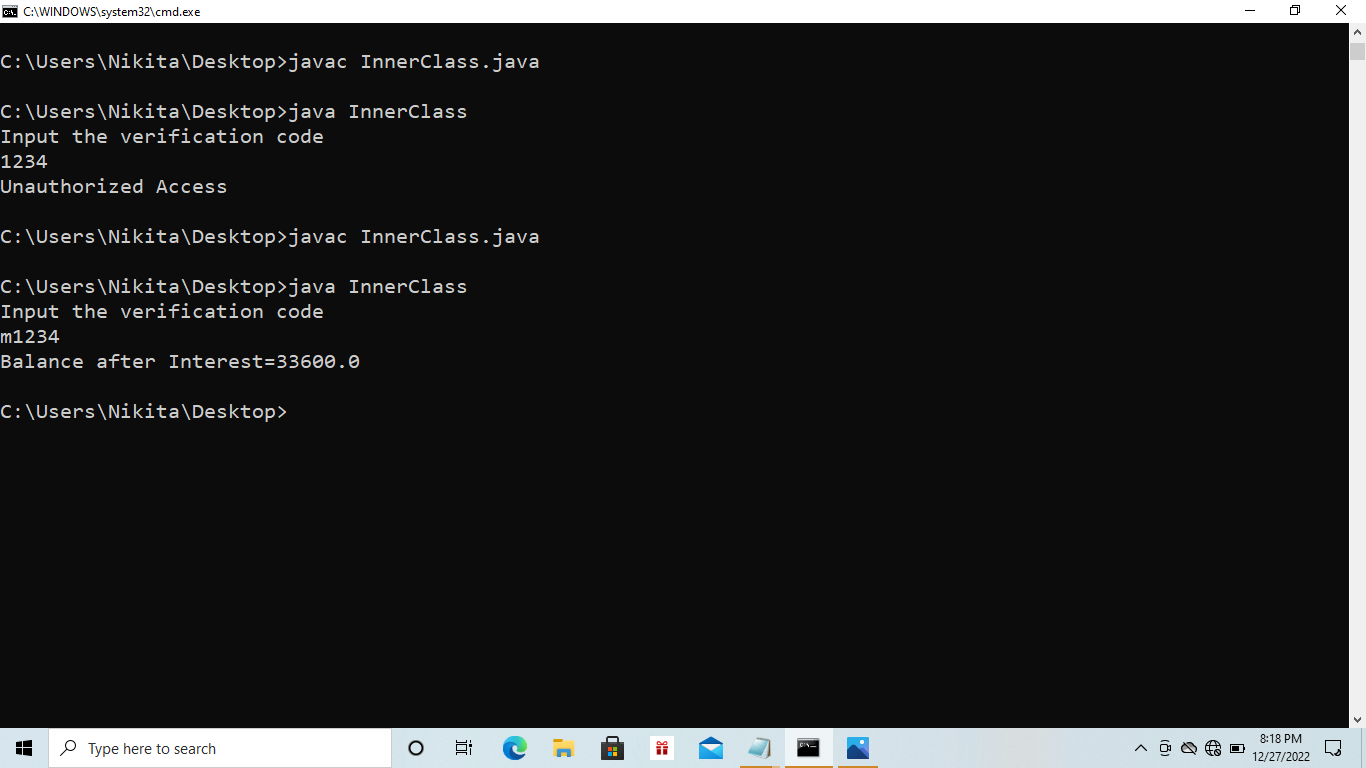 C:\WINDOWS\system32\cmd.exe
C:\Users\Nikita\Desktop>javac InnerClass.java
C:\Users\Nikita\Desktop>java InnerClass
Input the verification code
1234
Unauthorized Access
C:\Users\Nikita\Desktop>javac InnerClass.java
C:\Users\Nikita\Desktop>java InnerClass
Input the verification code
m1234
Balance after Interest=33600.0
C:\Users\Nikita\Desktop>
Type here to search
8:18 PM
12/27/2022